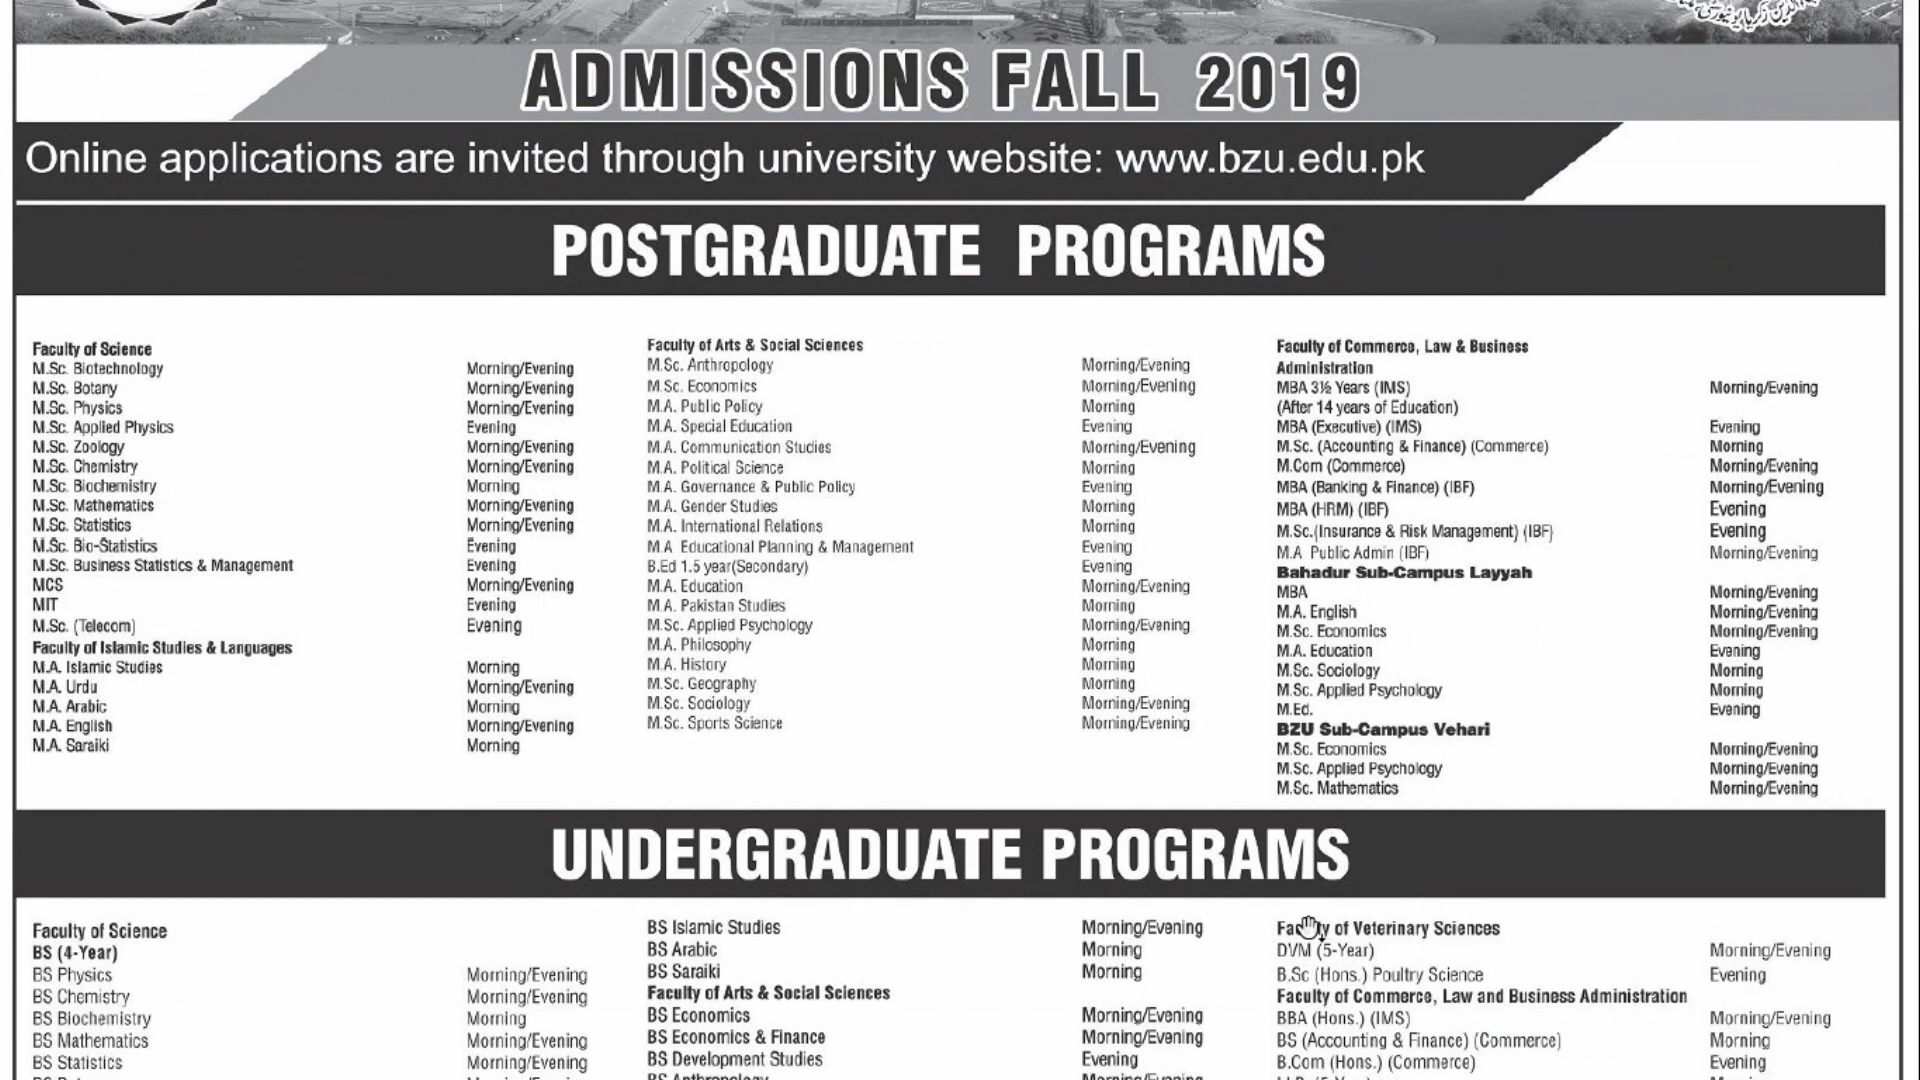 ADMISSIONS FALL 2019
Online applications are invited through university website: www.bzu.edu.pk
POSTGRADUATE PROGRAMS
Faculty of Science
M.Sc. Biotechnology Morning/Evening
M.Sc. Botany Morning/Evening
M.Sc. Physics Morning/Evening
M.Sc. Applied Physics Evening
M.Sc. Zoology Morning/Evening
M.Sc. Chemistry Morning/Evening
M.Sc. Biochemistry Morning
M.Sc. Mathematics Morning/Evening
M.Sc. Statistics Morning/Evening
M.Sc. Bio-Statistics Evening
M.Sc. Business Statistics & Management Evening
MCS Morning/Evening
MIT Evening
M.Sc. (Telecom) Evening
Faculty of Islamic Studies & Languages
M.A. Islamic Studies Morning
M.A. Urdu Morning/Evening
M.A. Arabic Morning
M.A. English Morning/Evening
M.A. Saraiki Morning
Faculty of Arts & Social Sciences
M.Sc. Anthropology Morning/Evening
M.Sc. Economics Morning/Evening
M.A. Public Policy Morning
M.A. Special Education Evening
M.A. Communication Studies Morning/Evening
M.A. Political Science Morning
M.A. Governance & Public Policy Evening
M.A. Gender Studies Morning
M.A. International Relations Morning
M.A Educational Planning & Management Evening
B.Ed 1.5 year(Secondary) Evening
M.A. Education Morning/Evening
M.A. Pakistan Studies Morning
M.Sc. Applied Psychology Morning/Evening
M.A. Philosophy Morning
M.A. History Morning
M.Sc. Geography Morning
M.Sc. Sociology Morning/Evening
M.Sc. Sports Science Morning/Evening
Faculty of Commerce, Law & Business
Administration
MBA 3½ Years (IMS) Morning/Evening
(After 14 years of Education)
MBA (Executive) (IMS) Evening
M.Sc. (Accounting & Finance) (Commerce) Morning
M.Com (Commerce) Morning/Evening
MBA (Banking & Finance) (IBF) Morning/Evening
MBA (HRM) (IBF) Evening
M.Sc.(Insurance & Risk Management) (IBF) Evening
M.A Public Admin (IBF) Morning/Evening
Bahadur Sub-Campus Layyah
MBA Morning/Evening
M.A. English Morning/Evening
M.Sc. Economics Morning/Evening
M.A. Education Evening
M.Sc. Sociology Morning
M.Sc. Applied Psychology Morning
M.Ed. Evening
BZU Sub-Campus Vehari
M.Sc. Economics Morning/Evening
M.Sc. Applied Psychology Morning/Evening
M.Sc. Mathematics Morning/Evening
UNDERGRADUATE PROGRAMS
Faculty of Science
BS (4-Year)
BS Physics Morning/Evening
BS Chemistry Morning/Evening
BS Biochemistry Morning
BS Mathematics Morning/Evening
BS Statistics Morning/Evening
BS Islamic Studies Morning/Evening
BS Arabic Morning
BS Saraiki Morning
Faculty of Arts & Social Sciences
BS Economics Morning/Evening
BS Economics & Finance Morning/Evening
BS Development Studies Evening
BS Anthropology Morning/Evening
Faculty of Veterinary Sciences
DVM (5-Year) Morning/Evening
B.Sc (Hons.) Poultry Science Evening
Faculty of Commerce, Law and Business Administration
BBA (Hons.) (IMS) Morning/Evening
BS (Accounting & Finance) (Commerce) Morning
B.Com (Hons.) (Commerce) Evening